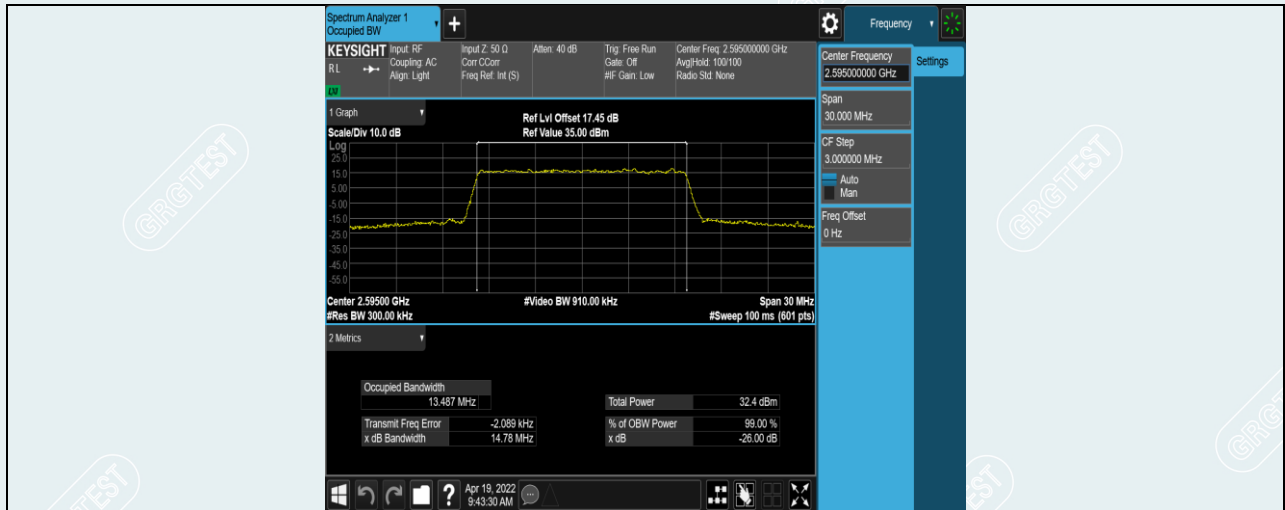 Spectrum Analyzer 1
Occupied BW
Frequency
KEYSIGHT
RL
Input: RF
Coupling: AC
Align: Light
Input Z: 50 Ω
Corr CCorr
Freq Ref: Int (S)
Atten: 40 dB
Trig: Free Run
Gate: Off
#IF Gain: Low
Center Freq: 2.595000000 GHz
Avg|Hold: 100/100
Radio Std: None
1 Graph
Scale/Div 10.0 dB
Ref Lvl Offset 17.45 dB
Ref Value 35.00 dBm
Log
25.0
15.0
5.00
-5.00
-15.0
-25.0
-35.0
-45.0
-55.0
Center 2.59500 GHz
#Res BW 300.00 kHz
#Video BW 910.00 kHz
Span 30 MHz
#Sweep 100 ms (601 pts)
2 Metrics
Occupied Bandwidth
13.487 MHz
Transmit Freq Error -2.089 kHz
x dB Bandwidth 14.78 MHz
Total Power 32.4 dBm
% of OBW Power 99.00 %
x dB -26.00 dB
Apr 19, 2022
9:43:30 AM
Center Frequency
2.595000000 GHz
Settings
Span
30.000 MHz
CF Step
3.000000 MHz
Auto
Man
Freq Offset
0 Hz
GRGTEST
GRGTEST